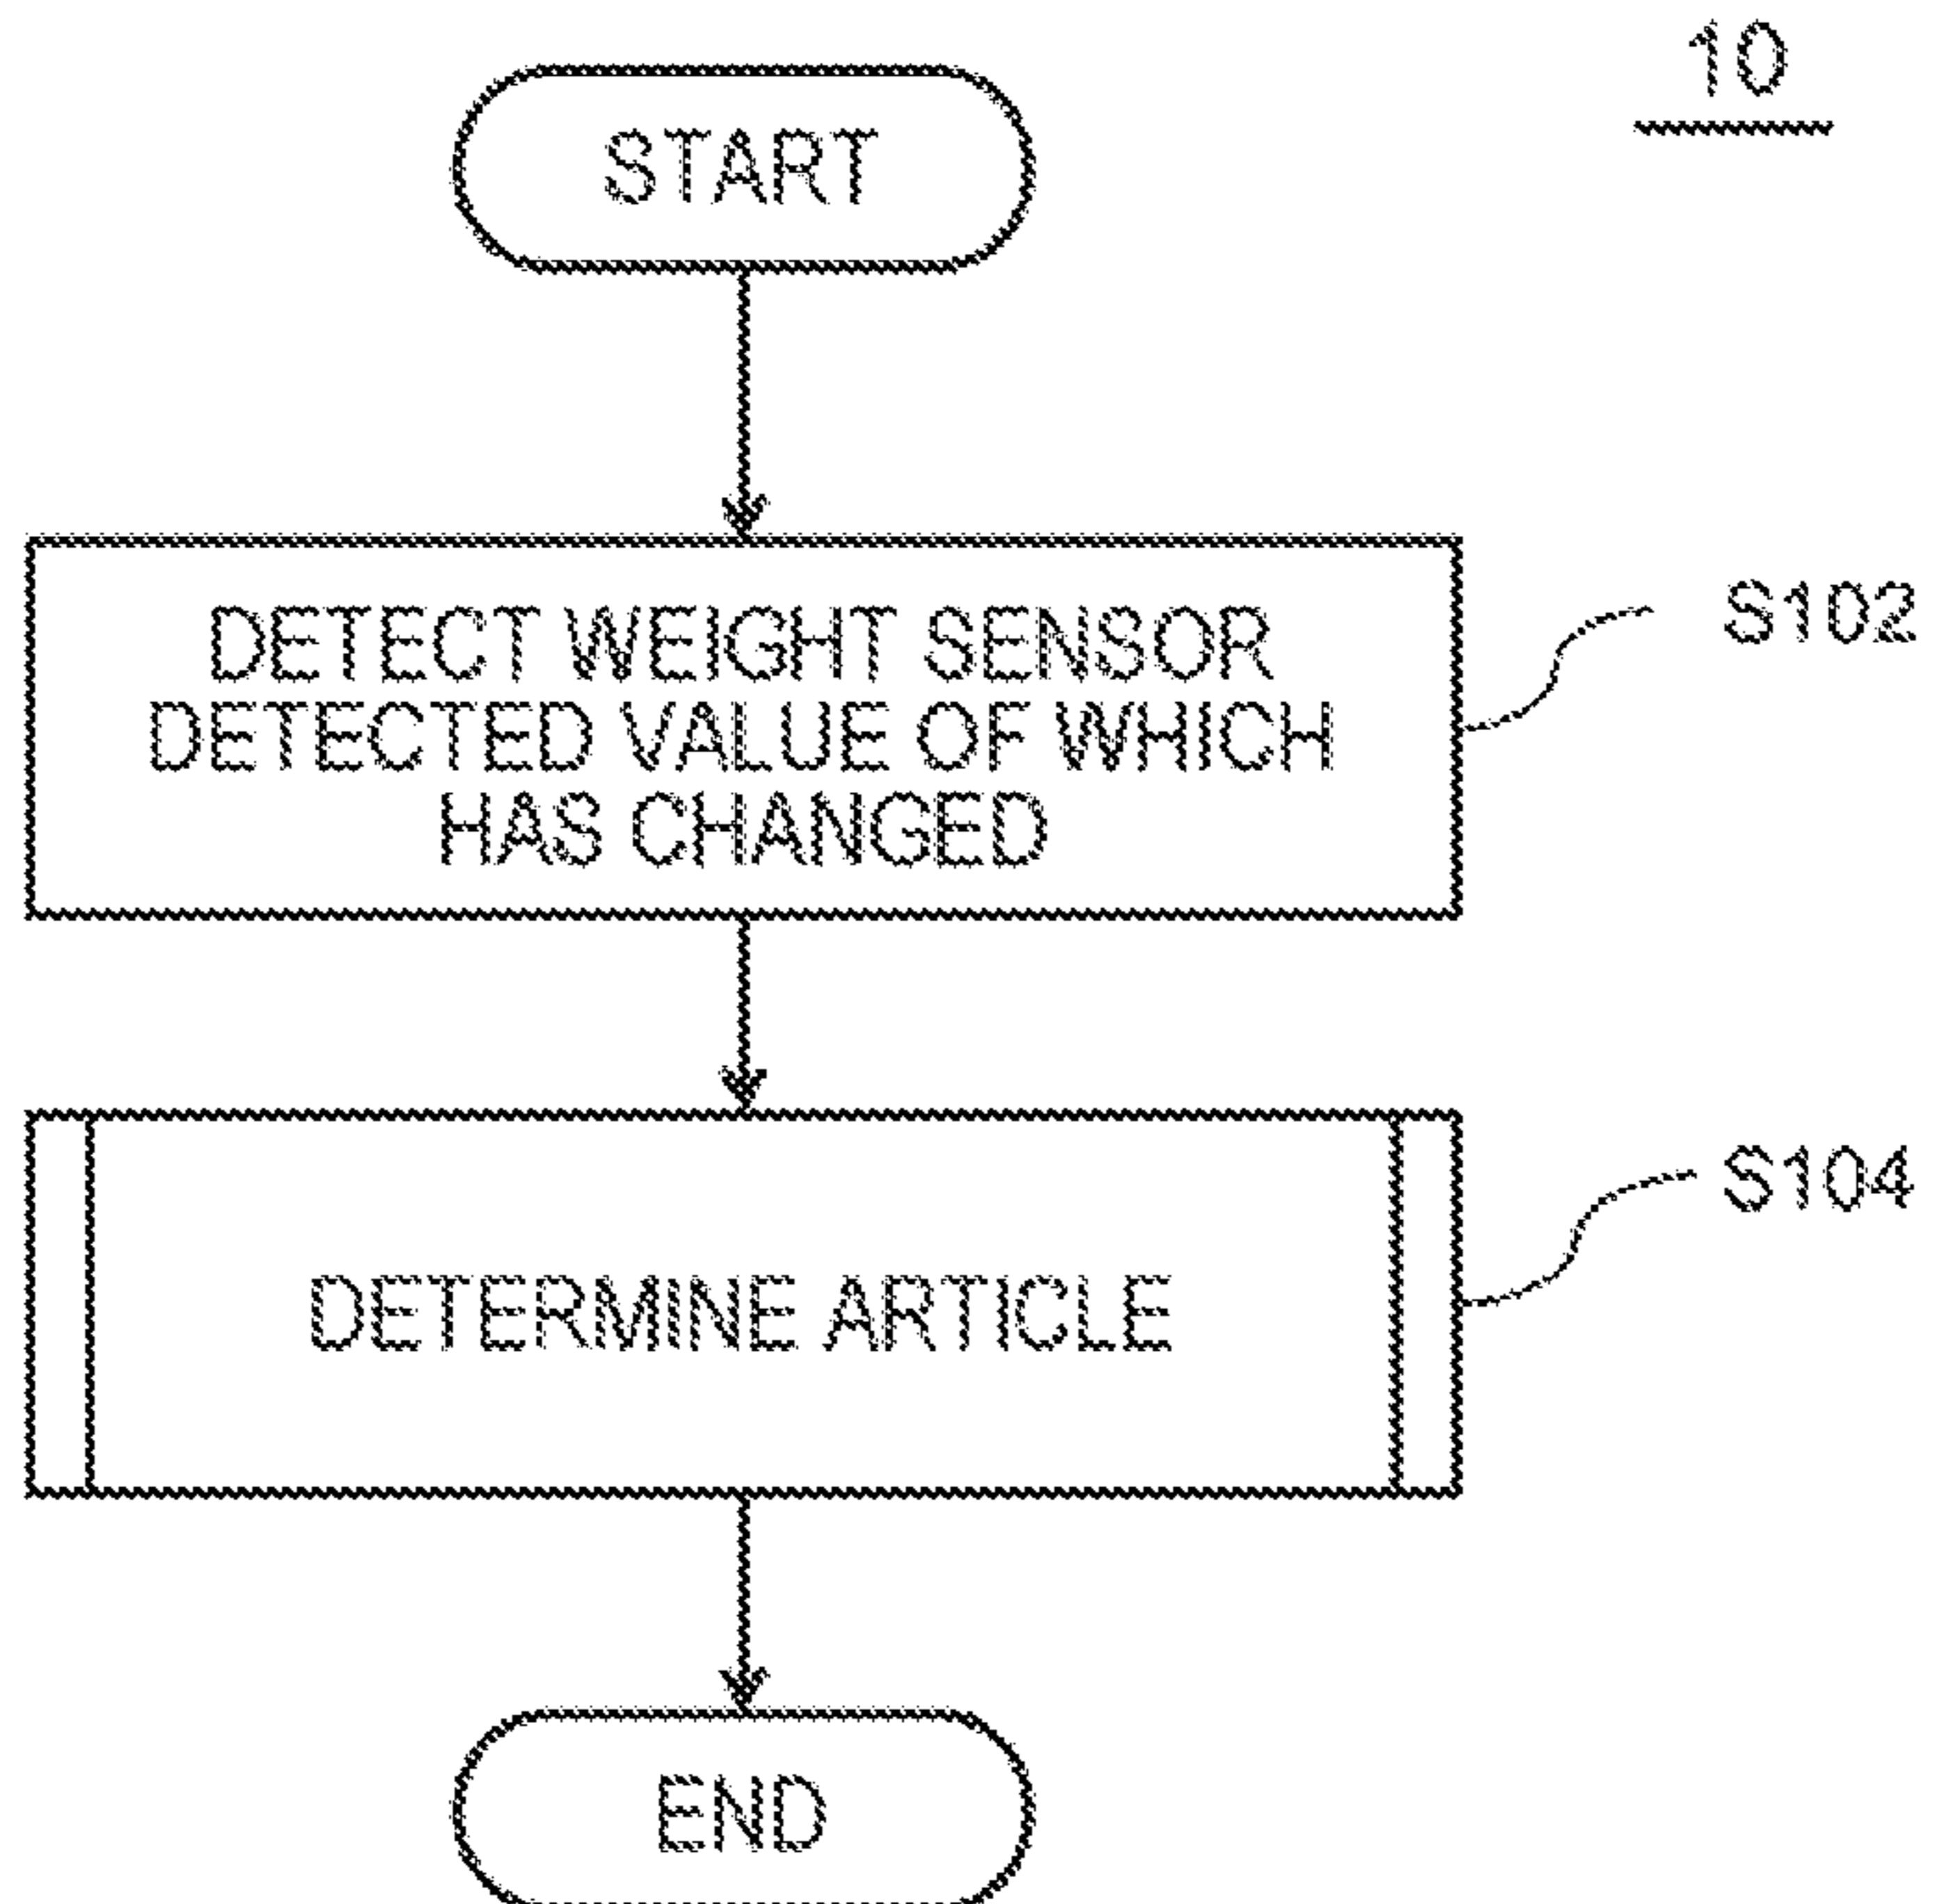 10
START
DETECT WEIGHT SENSOR
DETECTED VALUE OF WHICH
HAS CHANGED
S102
DETERMINE ARTICLE
S104
END